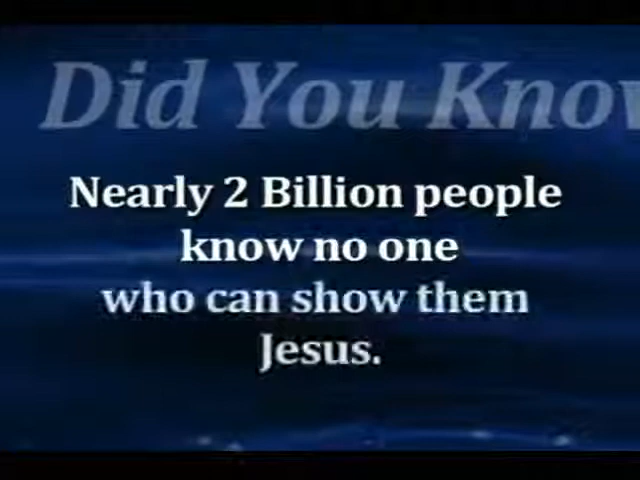 Did You Know
Nearly 2 Billion people
know no one
who can show them
Jesus.